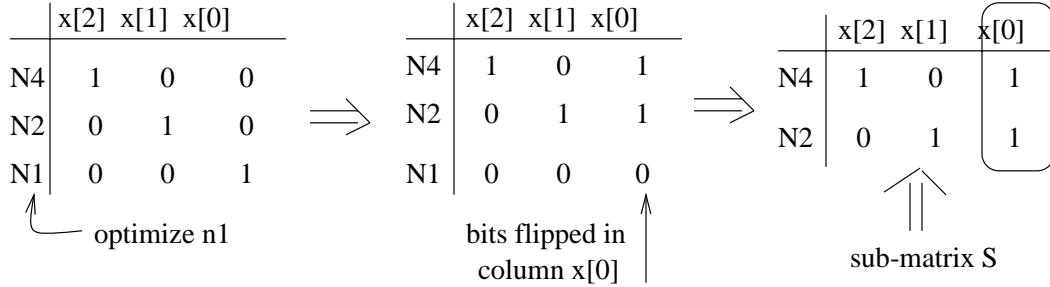 x[2] x[1] x[0]
N4 1 0 0
N2 0 1 0
N1 0 0 1
optimize n1
x[2] x[1] x[0]
N4 1 0 1
N2 0 1 1
N1 0 0 0
bits flipped in
column x[0]
x[2] x[1] x[0]
N4 1 0 1
N2 0 1 1
sub-matrix S